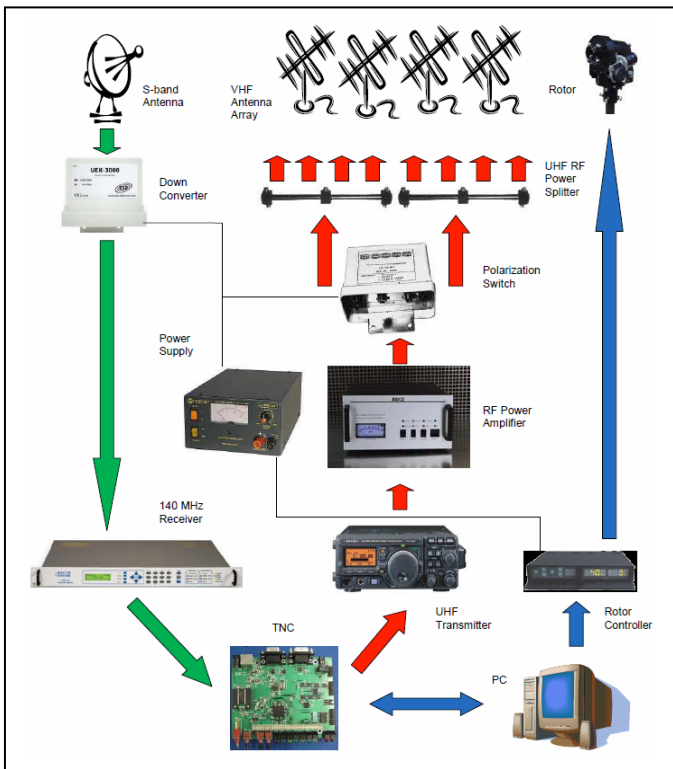 S-band
Antenna
VHF
Antenna
Array
Rotor
UEK-3000
Down
Converter
UHF RF
Power
Splitter
Polarization
Switch
Power
Supply
RF Power
Amplifier
140 MHz
Receiver
UHF
Transmitter
Rotor
Controller
TNC
PC